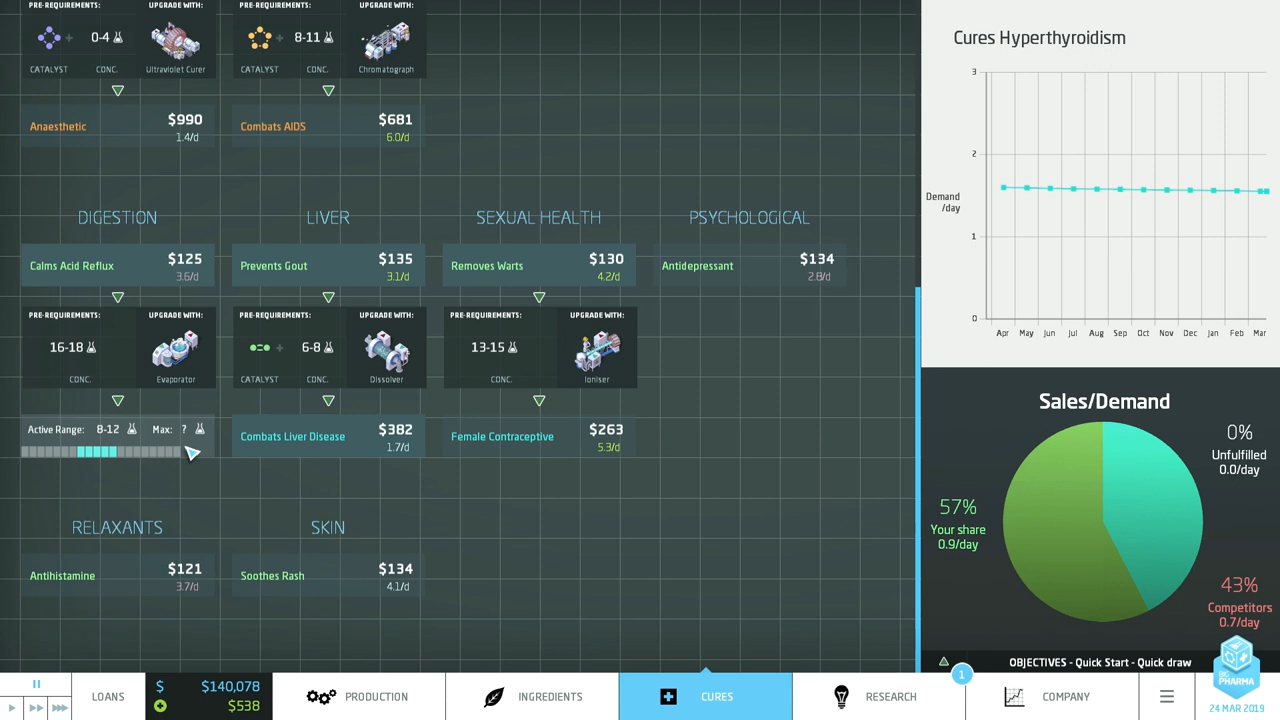 PRE-REQUIREMENTS: UPGRADE WITH: PRE-REQUIREMENTS: UPGRADE WITH:
+ 0-4 + 8-11
CATALYST CONC. Ultraviolet Curer CATALYST CONC. Chromatograph
Anaesthetic $990 Combats AIDS $681
1.4/d 6.0/d
DIGESTION LIVER SEXUAL HEALTH PSYCHOLOGICAL
Calms Acid Reflux $125 Prevents Gout $135 Removes Warts $130 Antidepressant $134
3.6/d 3.1/d 4.2/d 2.8/d
PRE-REQUIREMENTS: UPGRADE WITH: PRE-REQUIREMENTS: UPGRADE WITH: PRE-REQUIREMENTS: UPGRADE WITH:
16-18 + 6-8 13-15
CONC. Evaporator CATALYST CONC. Dissolver CONC. Ioniser
Active Range: 8-12 Max: ? Combats Liver Disease $382 Female Contraceptive $263
1.7/d 5.3/d
RELAXANTS SKIN
Antihistamine $121 Soothes Rash $134
3.7/d 4.1/d
Cures Hyperthyroidism
3
2
Demand
/day
1
0
Apr May Jun Jul Aug Sep Oct Nov Dec Jan Feb Mar
Sales/Demand
0%
Unfulfilled
0.0/day
57%
Your share
0.9/day
43%
Competitors
0.7/day
OBJECTIVES - Quick Start - Quick draw
1
BIG PHARMA
24 MAR 2019
LOANS $ $140,078 PRODUCTION INGREDIENTS CURES RESEARCH COMPANY
$538